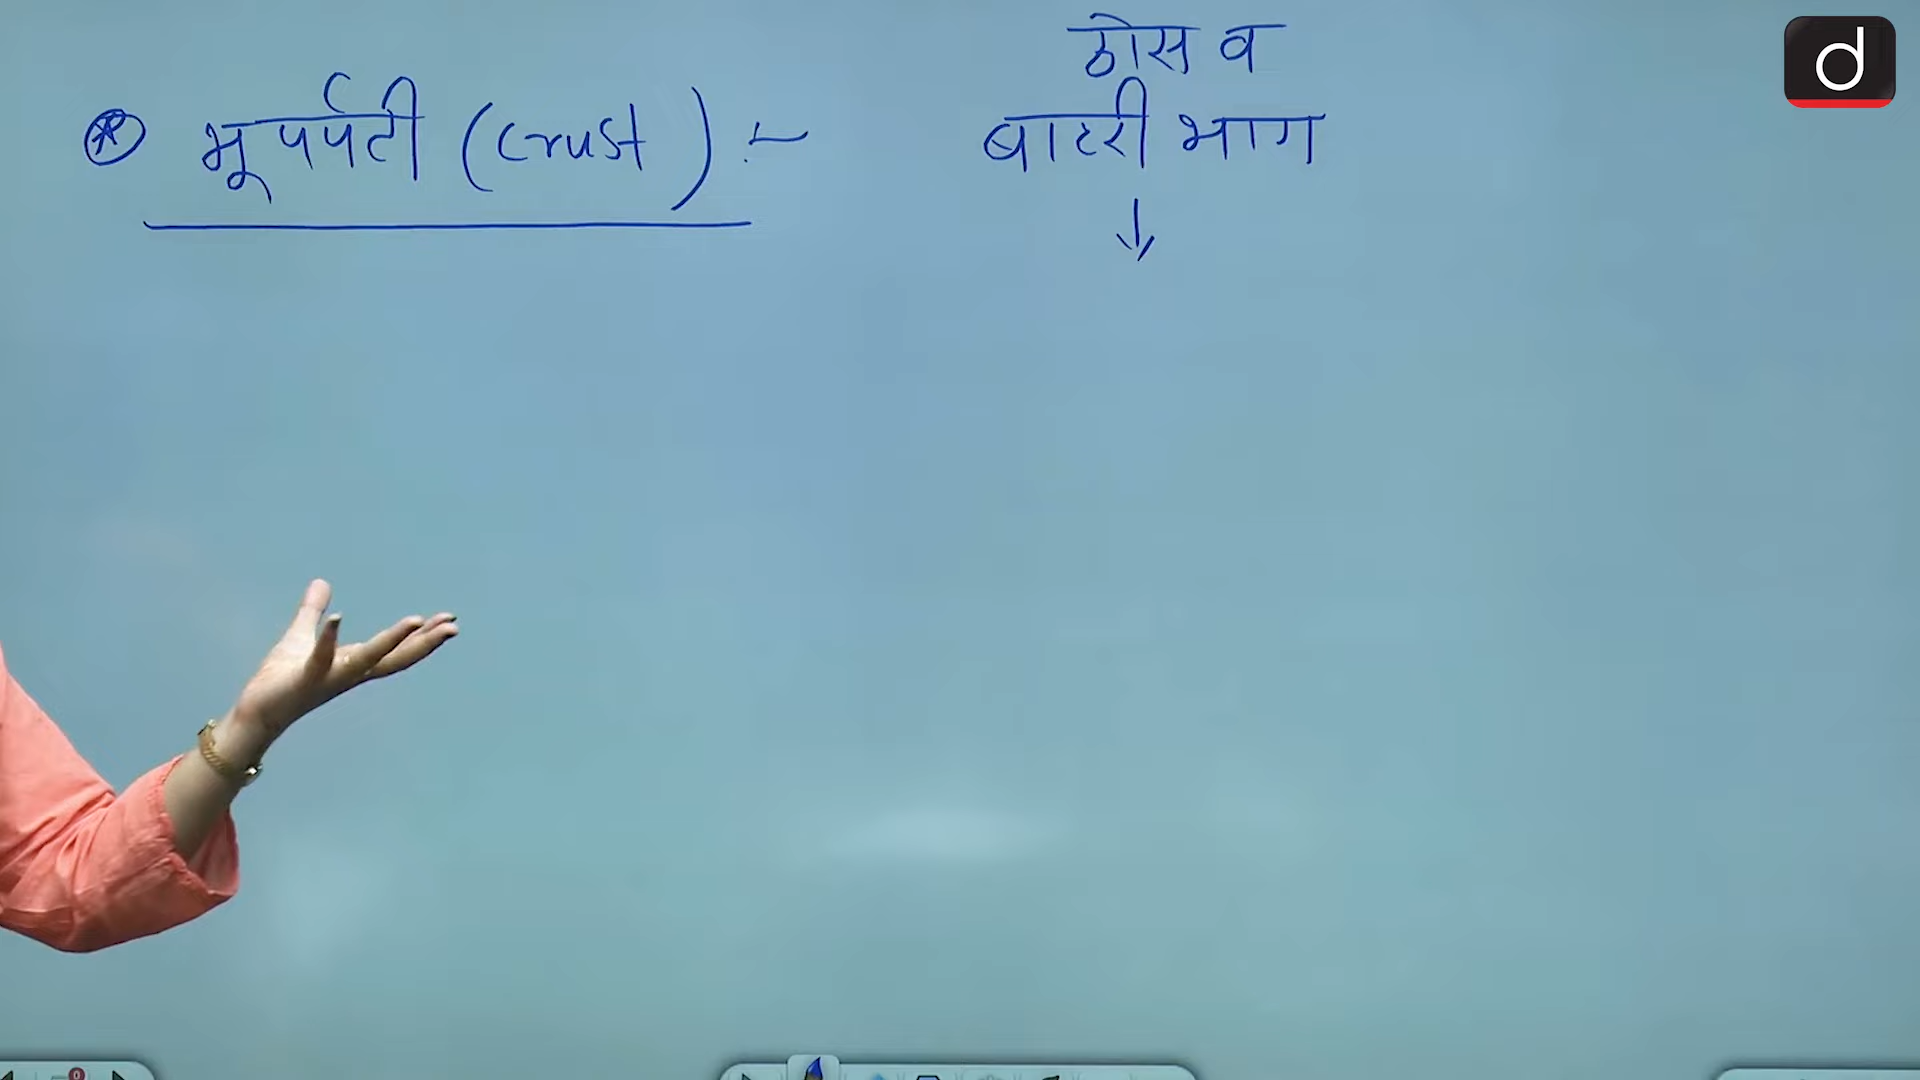 ठोस व
* भूपर्पटी (Crust) :- बाहरी भाग
↓
d